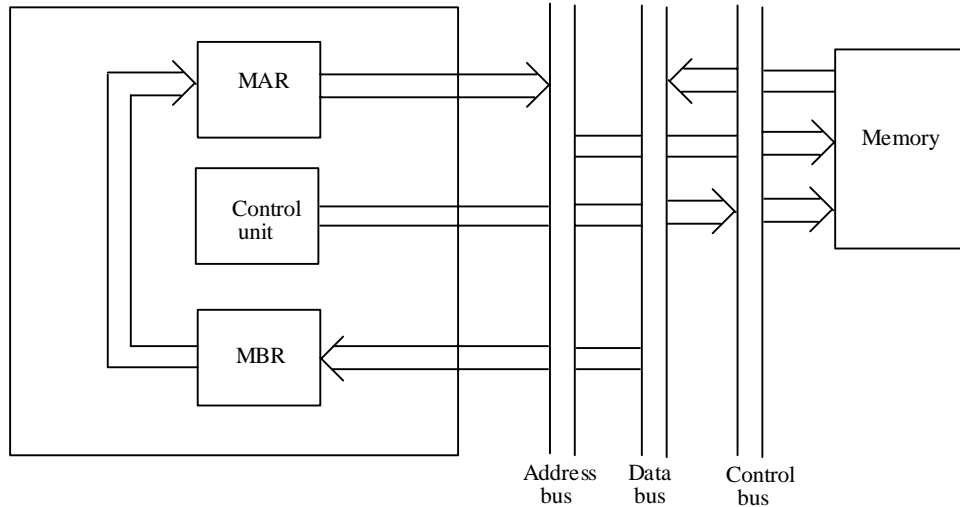 MAR
Memory
Control
unit
MBR
Address
bus
Data
bus
Control
bus